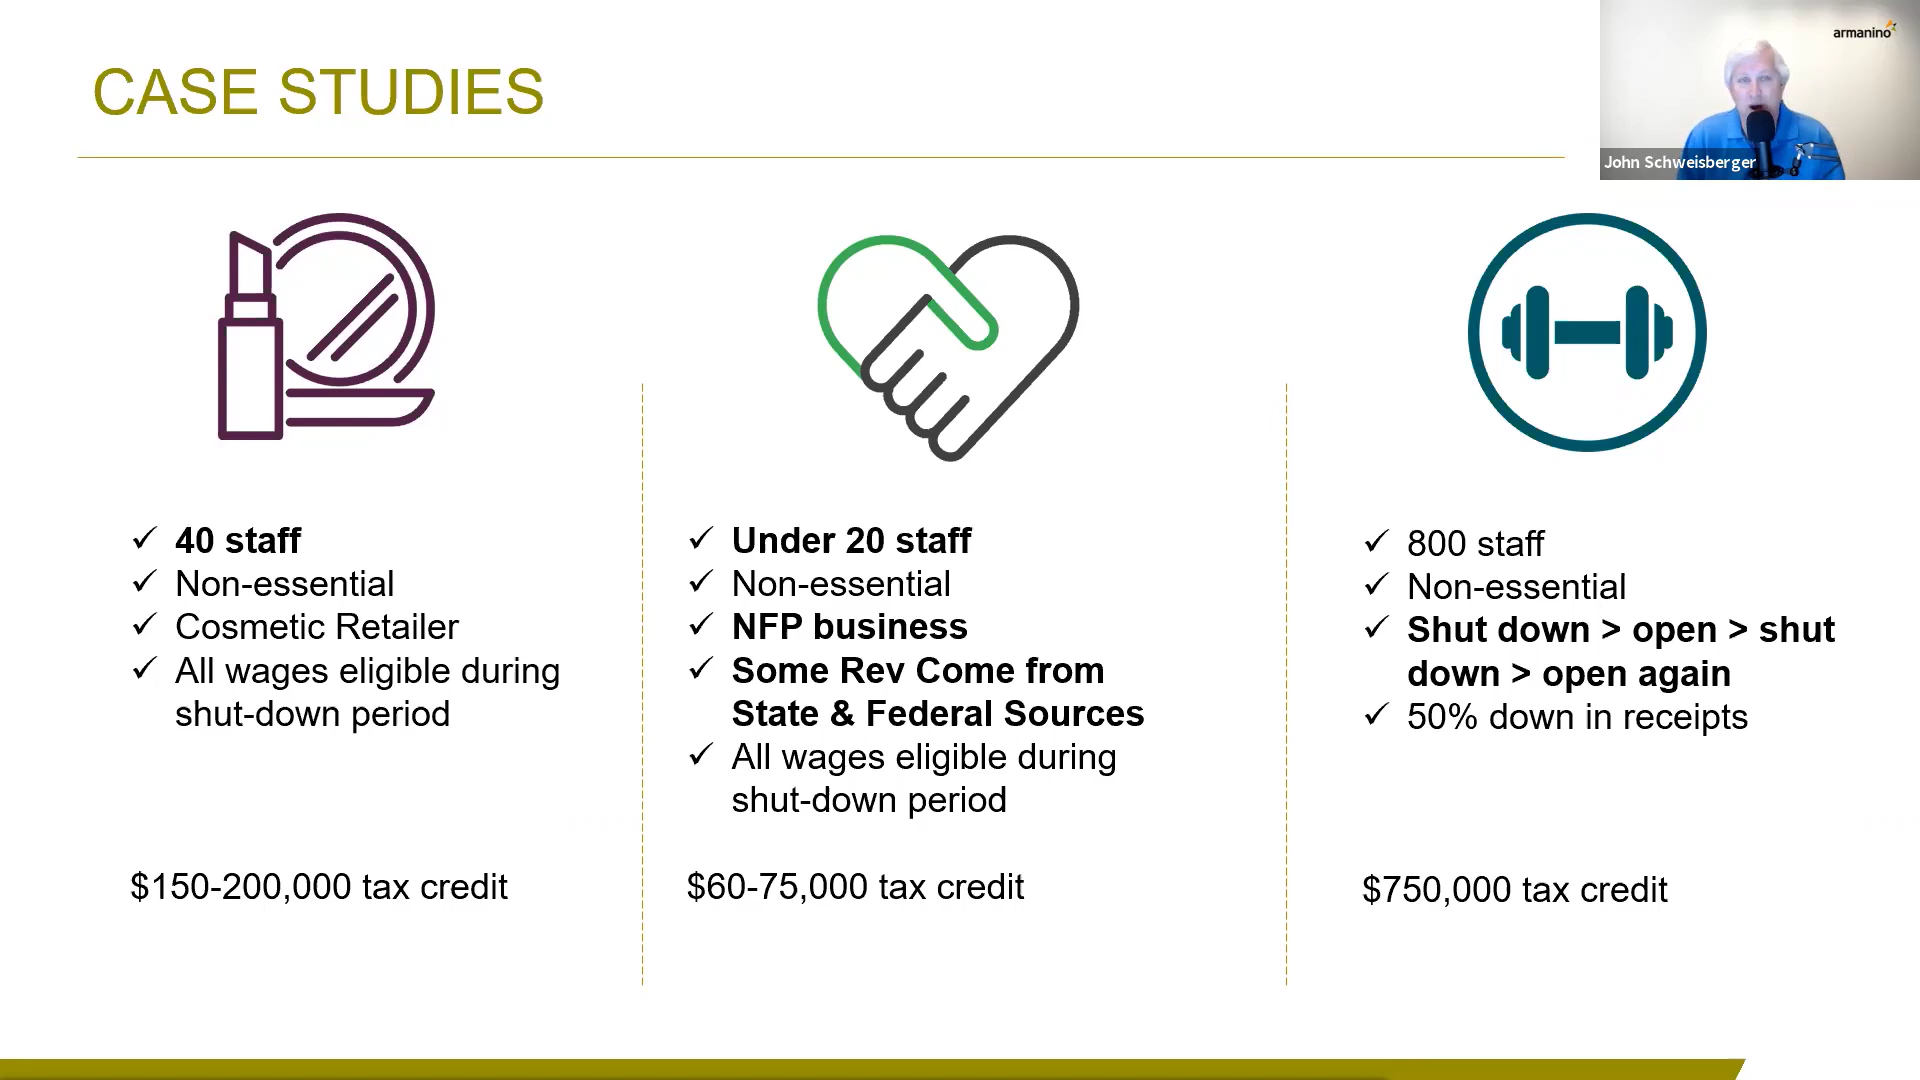 CASE STUDIES
armanino
John Schweisberger
✓ 40 staff
✓ Non-essential
✓ Cosmetic Retailer
✓ All wages eligible during
shut-down period
$150-200,000 tax credit
✓ Under 20 staff
✓ Non-essential
✓ NFP business
✓ Some Rev Come from
State & Federal Sources
✓ All wages eligible during
shut-down period
$60-75,000 tax credit
✓ 800 staff
✓ Non-essential
✓ Shut down > open > shut
down > open again
✓ 50% down in receipts
$750,000 tax credit